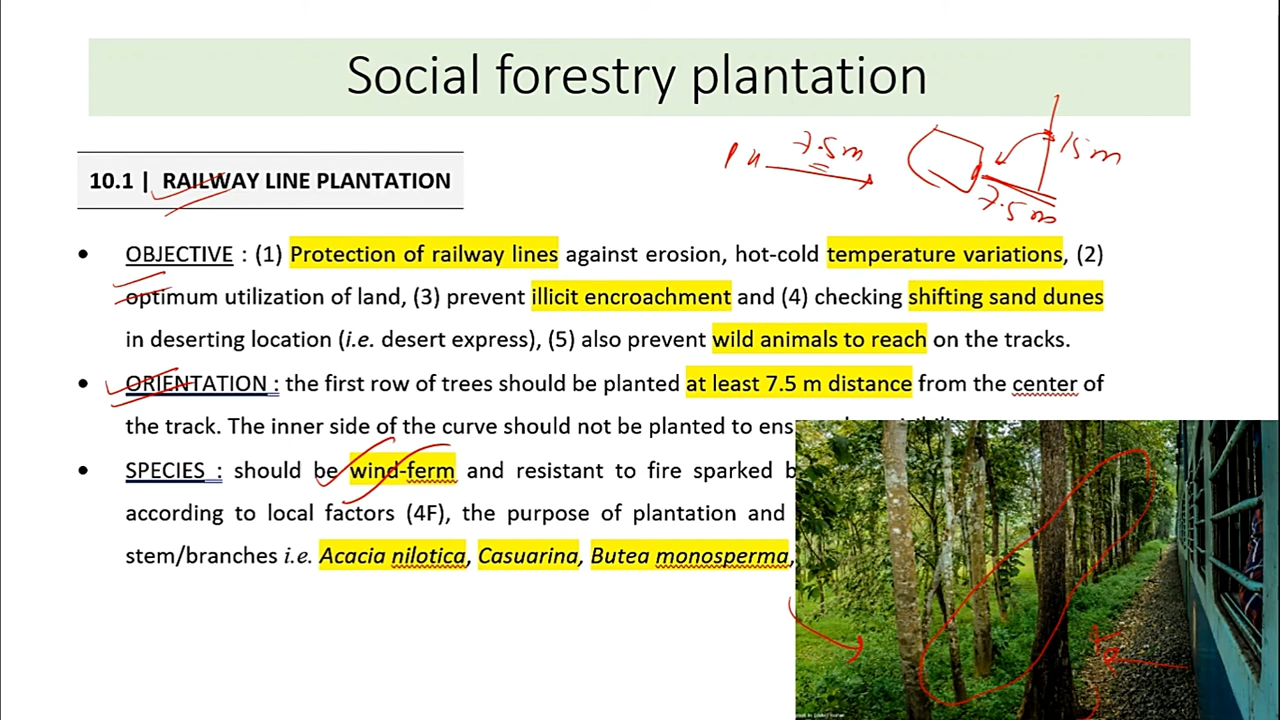 Social forestry plantation
7.5 m
15 m
7.5 m
10.1 | RAILWAY LINE PLANTATION
• OBJECTIVE : (1) Protection of railway lines against erosion, hot-cold temperature variations, (2)
optimum utilization of land, (3) prevent illicit encroachment and (4) checking shifting sand dunes
in deserting location (i.e. desert express), (5) also prevent wild animals to reach on the tracks.
• ORIENTATION : the first row of trees should be planted at least 7.5 m distance from the center of
the track. The inner side of the curve should not be planted to
• SPECIES : should be wind-ferm and resistant to fire sparked
according to local factors (4F), the purpose of plantation and
stem/branches i.e. Acacia nilotica, Casuarina, Butea monosperma,